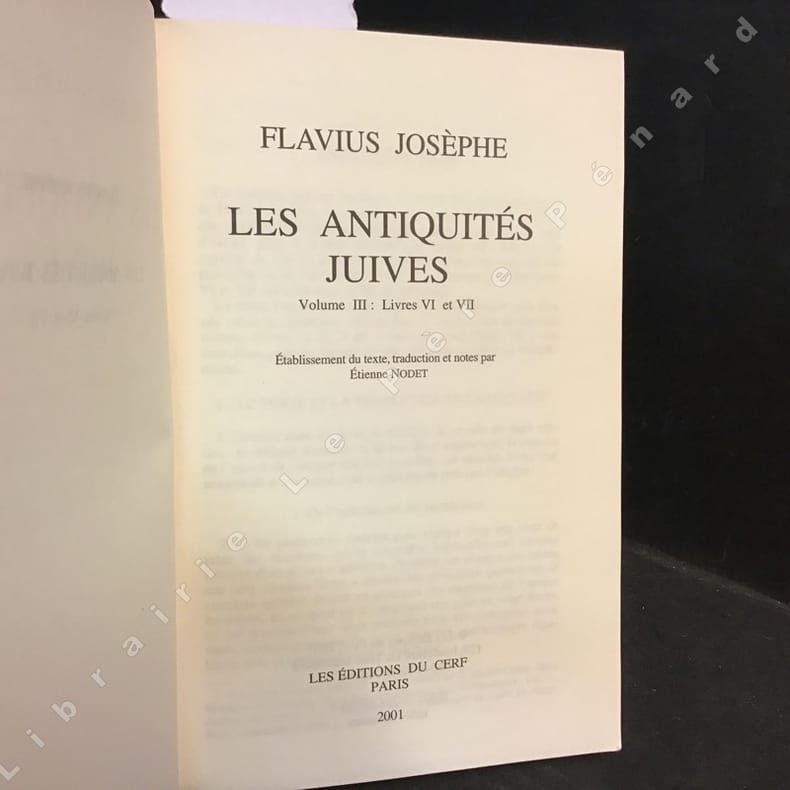 FLAVIUS JOSÈPHE
LES ANTIQUITÉS
JUIVES
Volume III : Livres VI et VII
Établissement du texte, traduction et notes par
Étienne NODET
LES ÉDITIONS DU CERF
PARIS
2001
Librairie Le Père Pénard